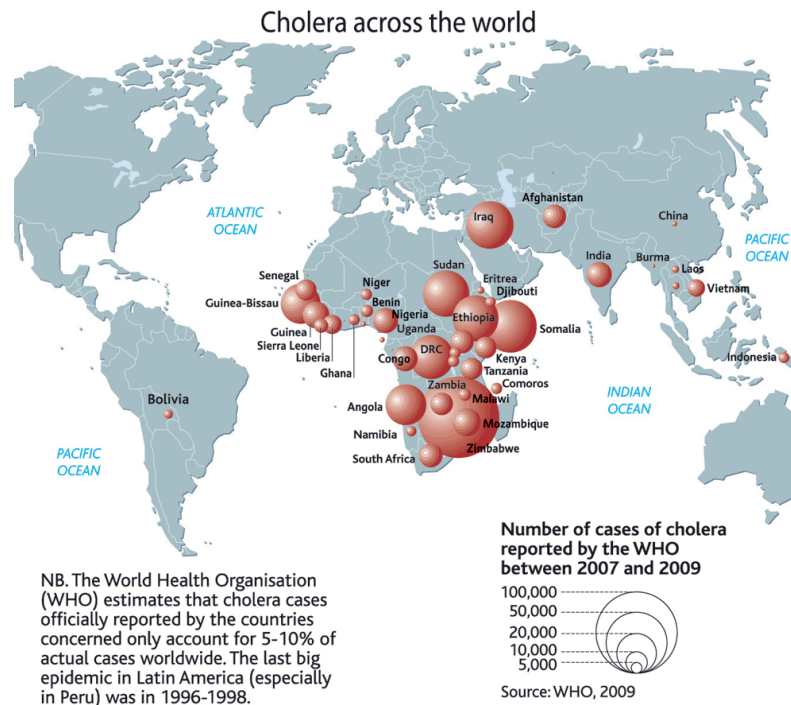 Cholera across the world
ATLANTIC
OCEAN
Iraq
Afghanistan
China
PACIFIC
OCEAN
India
Burma
Laos
Vietnam
Senegal
Guinea-Bissau
Guinea
Sierra Leone
Liberia
Ghana
Niger
Benin
Nigeria
Sudan
Eritrea
Djibouti
Ethiopia
Somalia
Uganda
Congo
DRC
Kenya
Tanzania
Comoros
Indonesia
INDIAN
OCEAN
Bolivia
Zambia
Malawi
Angola
Mozambique
Namibia
Zimbabwe
South Africa
PACIFIC
OCEAN
NB. The World Health Organisation
(WHO) estimates that cholera cases
officially reported by the countries
concerned only account for 5-10% of
actual cases worldwide. The last big
epidemic in Latin America (especially
in Peru) was in 1996-1998.
Number of cases of cholera
reported by the WHO
between 2007 and 2009
100,000
50,000
20,000
10,000
5,000
Source: WHO, 2009